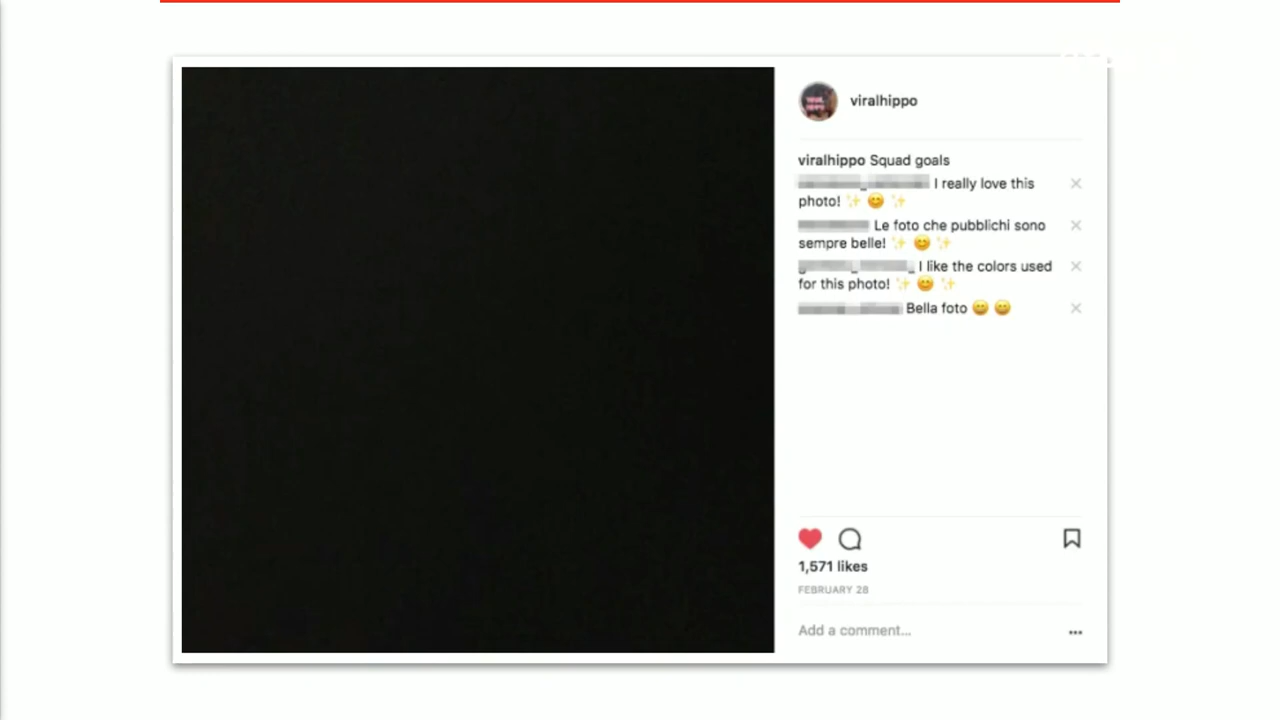 viralhippo
viralhippo Squad goals
I really love this
photo! ✨ 😊 ✨
Le foto che pubblichi sono
sempre belle! ✨ 😊 ✨
I like the colors used
for this photo! ✨ 😊 ✨
Bella foto 😄 😄
1,571 likes
FEBRUARY 28
Add a comment...